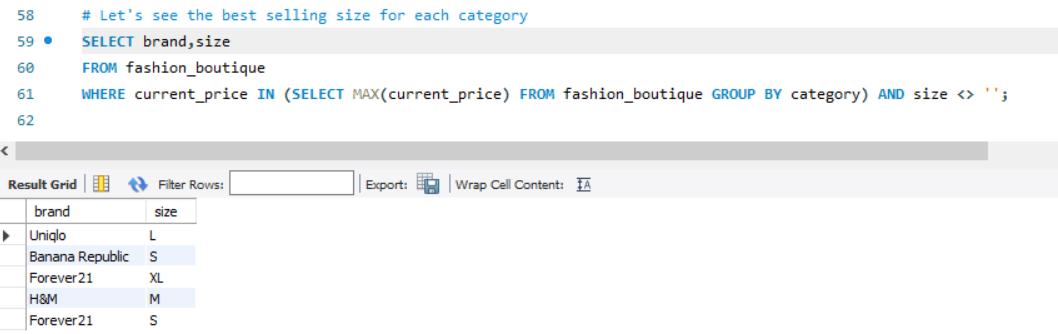 58 # Let's see the best selling size for each category
59 SELECT brand,size
60 FROM fashion_boutique
61 WHERE current_price IN (SELECT MAX(current_price) FROM fashion_boutique GROUP BY category) AND size <> '';
62
<
Result Grid Filter Rows: Export: Wrap Cell Content: IA
brand size
Uniqlo L
Banana Republic S
Forever21 XL
H&M M
Forever21 S